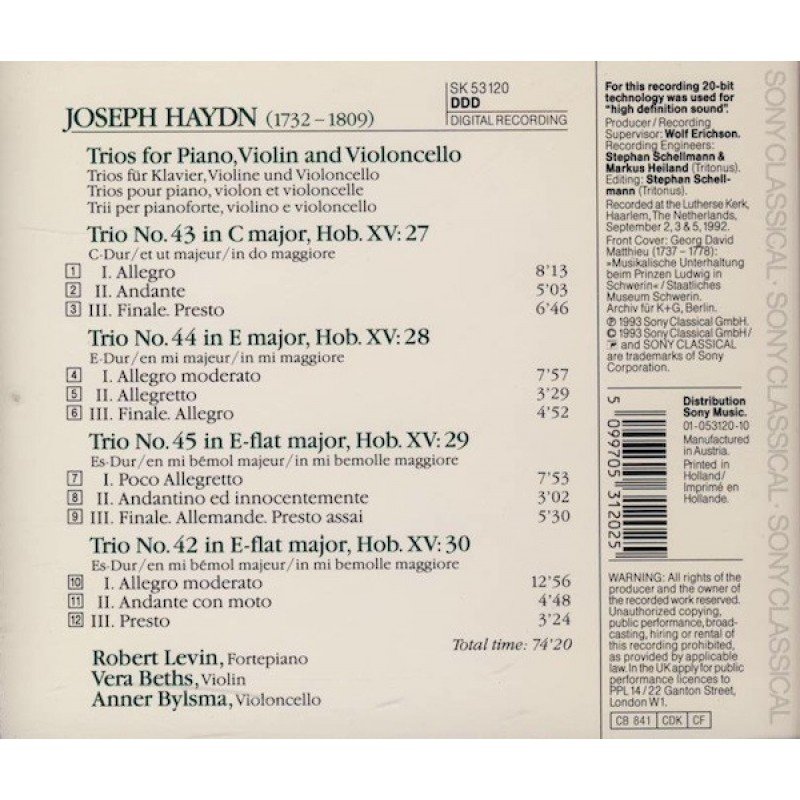 JOSEPH HAYDN (1732 – 1809)
SK 53120
DDD
DIGITAL RECORDING
Trios for Piano, Violin and Violoncello
Trios für Klavier, Violine und Violoncello
Trios pour piano, violon et violoncelle
Trii per pianoforte, violino e violoncello
Trio No. 43 in C major, Hob. XV: 27
C-Dur/et ut majeur/in do maggiore
1 I. Allegro 8'13
2 II. Andante 5'03
3 III. Finale. Presto 6'46
Trio No. 44 in E major, Hob. XV: 28
E-Dur/en mi majeur/in mi maggiore
4 I. Allegro moderato 7'57
5 II. Allegretto 3'29
6 III. Finale. Allegro 4'52
Trio No. 45 in E-flat major, Hob. XV: 29
Es-Dur/en mi bémol majeur/in mi bemolle maggiore
7 I. Poco Allegretto 7'53
8 II. Andantino ed innocentemente 3'02
9 III. Finale. Allemande. Presto assai 5'30
Trio No. 42 in E-flat major, Hob. XV: 30
Es-Dur/en mi bémol majeur/in mi bemolle maggiore
10 I. Allegro moderato 12'56
11 II. Andante con moto 4'48
12 III. Presto 3'24
Total time: 74'20
Robert Levin, Fortepiano
Vera Beths, Violin
Anner Bylsma, Violoncello
For this recording 20-bit
technology was used for
"high definition sound".
Producer / Recording
Supervisor: Wolf Erichson.
Recording Engineers:
Stephan Schellmann &
Markus Heiland (Tritonus).
Editing: Stephan Schell-
mann (Tritonus).
Recorded at the Lutherse Kerk,
Haarlem, The Netherlands,
September 2, 3 & 5, 1992.
Front Cover: Georg David
Matthieu (1737 – 1778):
»Musikalische Unterhaltung
beim Prinzen Ludwig in
Schwerin« / Staatliches
Museum Schwerin.
Archiv für K+G, Berlin.
℗ 1993 Sony Classical GmbH.
© 1993 Sony Classical GmbH/
and SONY CLASSICAL
are trademarks of Sony
Corporation.
5 099705 312025
Distribution
Sony Music.
01-053120-10
Manufactured
in Austria.
Printed in
Holland/
Imprimé en
Hollande.
WARNING: All rights of the
producer and the owner of
the recorded work reserved.
Unauthorized copying,
public performance, broad-
casting, hiring or rental of
this recording prohibited,
as provided by applicable
law. In the UK apply for public
performance licences to
PPL 14 / 22 Ganton Street,
London W1.
CB 841 CDK CF
SONY CLASSICAL · SONY CLASSICAL · SONY CLASSICAL